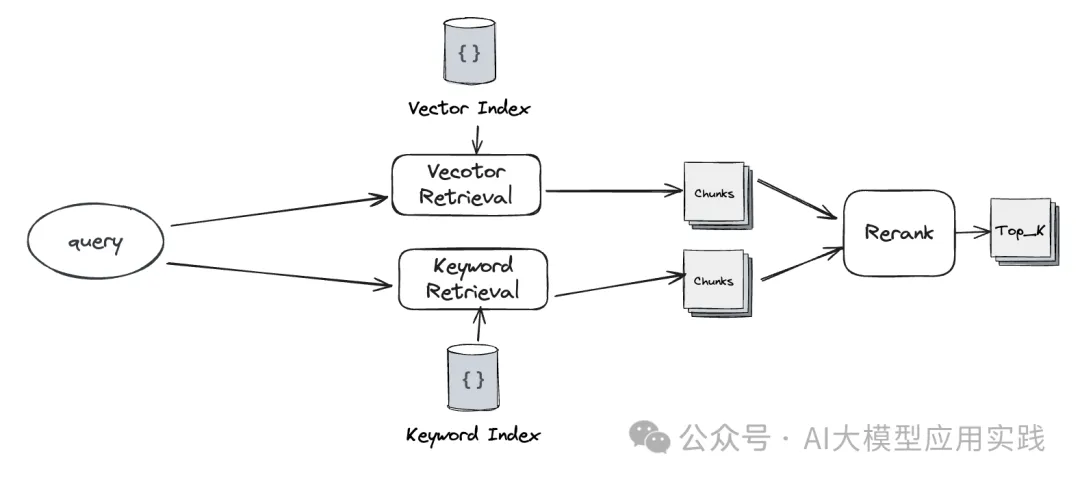 {}
Vector Index
Vecotor
Retrieval
Chunks
query
Rerank
Top_K
Keyword
Retrieval
Chunks
{}
Keyword Index
公众号 · AI大模型应用实践